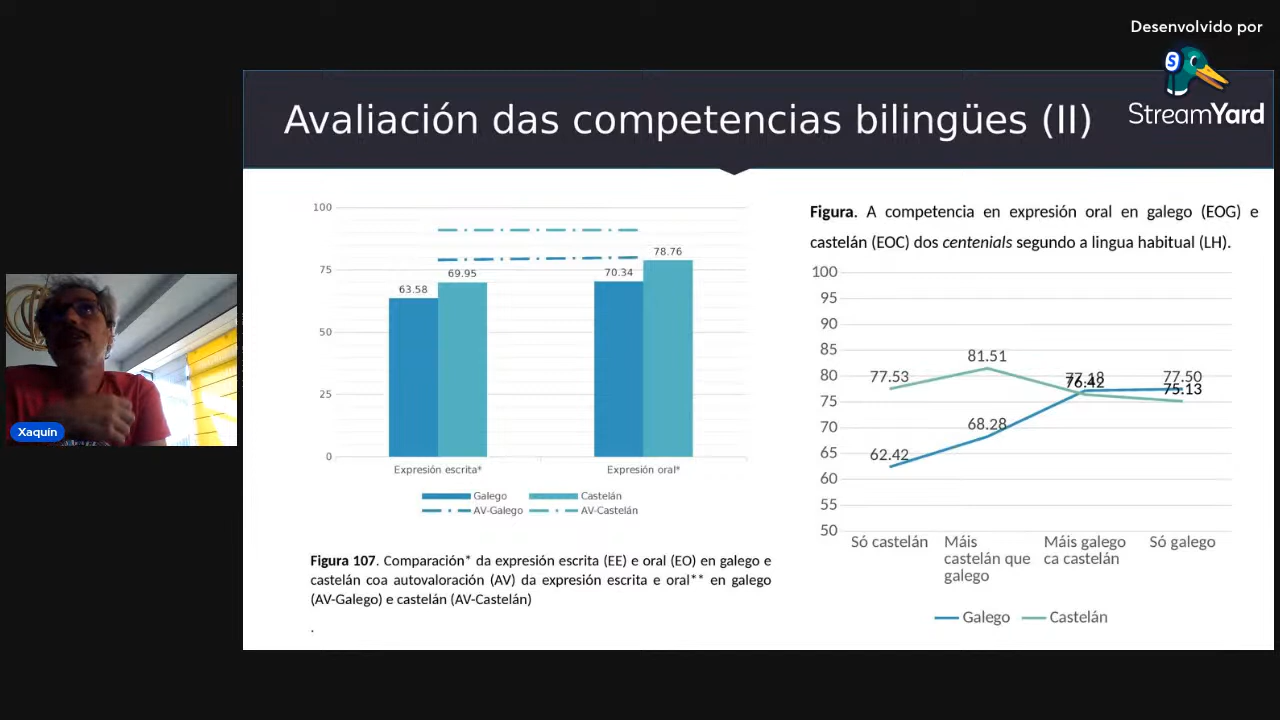 Desenvolvido por
S
StreamYard
Avaliación das competencias bilingües (II)
100
75
50
25
0
63.58
69.95
70.34
78.76
Expresión escrita*
Expresión oral*
Galego
Castelán
AV-Galego
AV-Castelán
Figura 107. Comparación* da expresión escrita (EE) e oral (EO) en galego e
castelán coa autovaloración (AV) da expresión escrita e oral** en galego
(AV-Galego) e castelán (AV-Castelán)
.
Figura. A competencia en expresión oral en galego (EOG) e
castelán (EOC) dos centenials segundo a lingua habitual (LH).
100
95
90
85
80
75
70
65
60
55
50
77.53
81.51
77.18
76.42
77.50
75.13
68.28
62.42
Só castelán
Máis
castelán que
galego
Máis galego
ca castelán
Só galego
Galego
Castelán
Xaquín